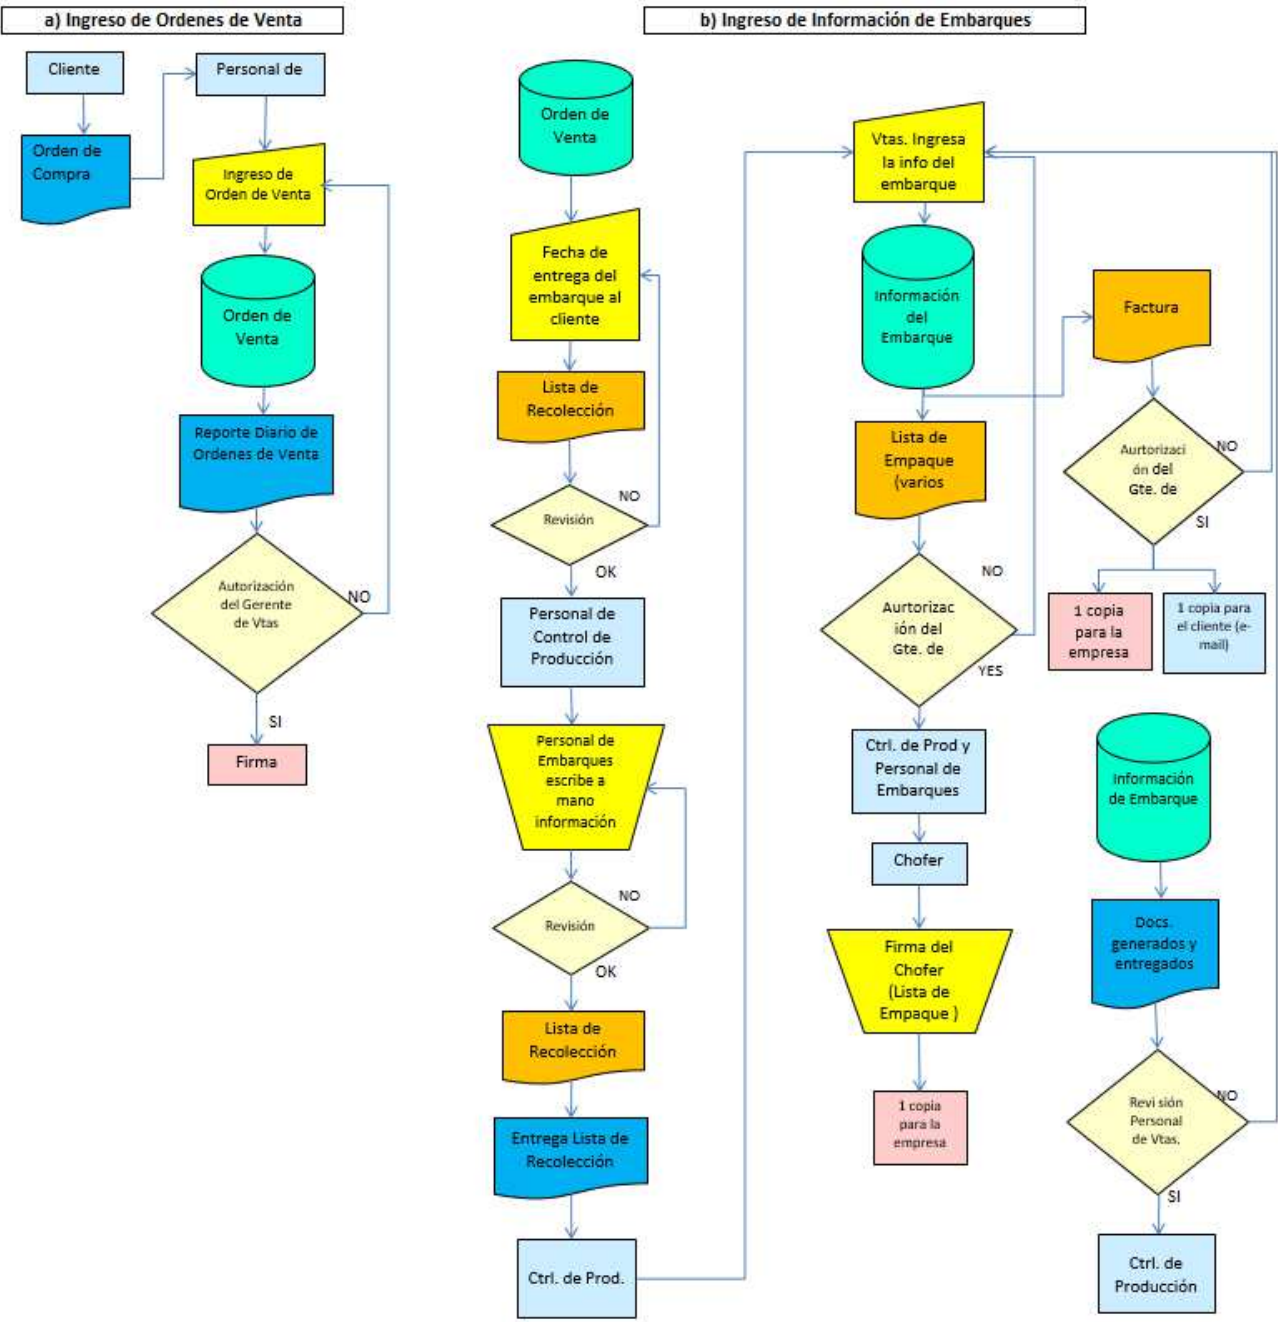 a) Ingreso de Ordenes de Venta
Cliente
Personal de
Orden de
Compra
Ingreso de
Orden de Venta
Orden de
Venta
Reporte Diario de
Ordenes de Venta
Autorización
del Gerente
de Vtas
NO
SI
Firma
b) Ingreso de Información de Embarques
Orden de
Venta
Fecha de
entrega del
embarque al
cliente
Lista de
Recolección
Revisión
NO
OK
Personal de
Control de
Producción
Personal de
Embarques
escribe a
mano
información
Revisión
NO
OK
Lista de
Recolección
Entrega Lista de
Recolección
Ctrl. de Prod.
Vtas. Ingresa
la info del
embarque
Información
del
Embarque
Lista de
Empaque
(varios
Aurtorizac
ión del
Gte. de
NO
YES
Ctrl. de Prod y
Personal de
Embarques
Chofer
Firma del
Chofer
(Lista de
Empaque )
1 copia
para la
empresa
Factura
Aurtorizaci
ón del
Gte. de
NO
SI
1 copia
para la
empresa
1 copia para
el cliente (e-
mail)
Información
de Embarque
Docs.
generados y
entregados
Revi sión
Personal
de Vtas.
NO
SI
Ctrl. de
Producción